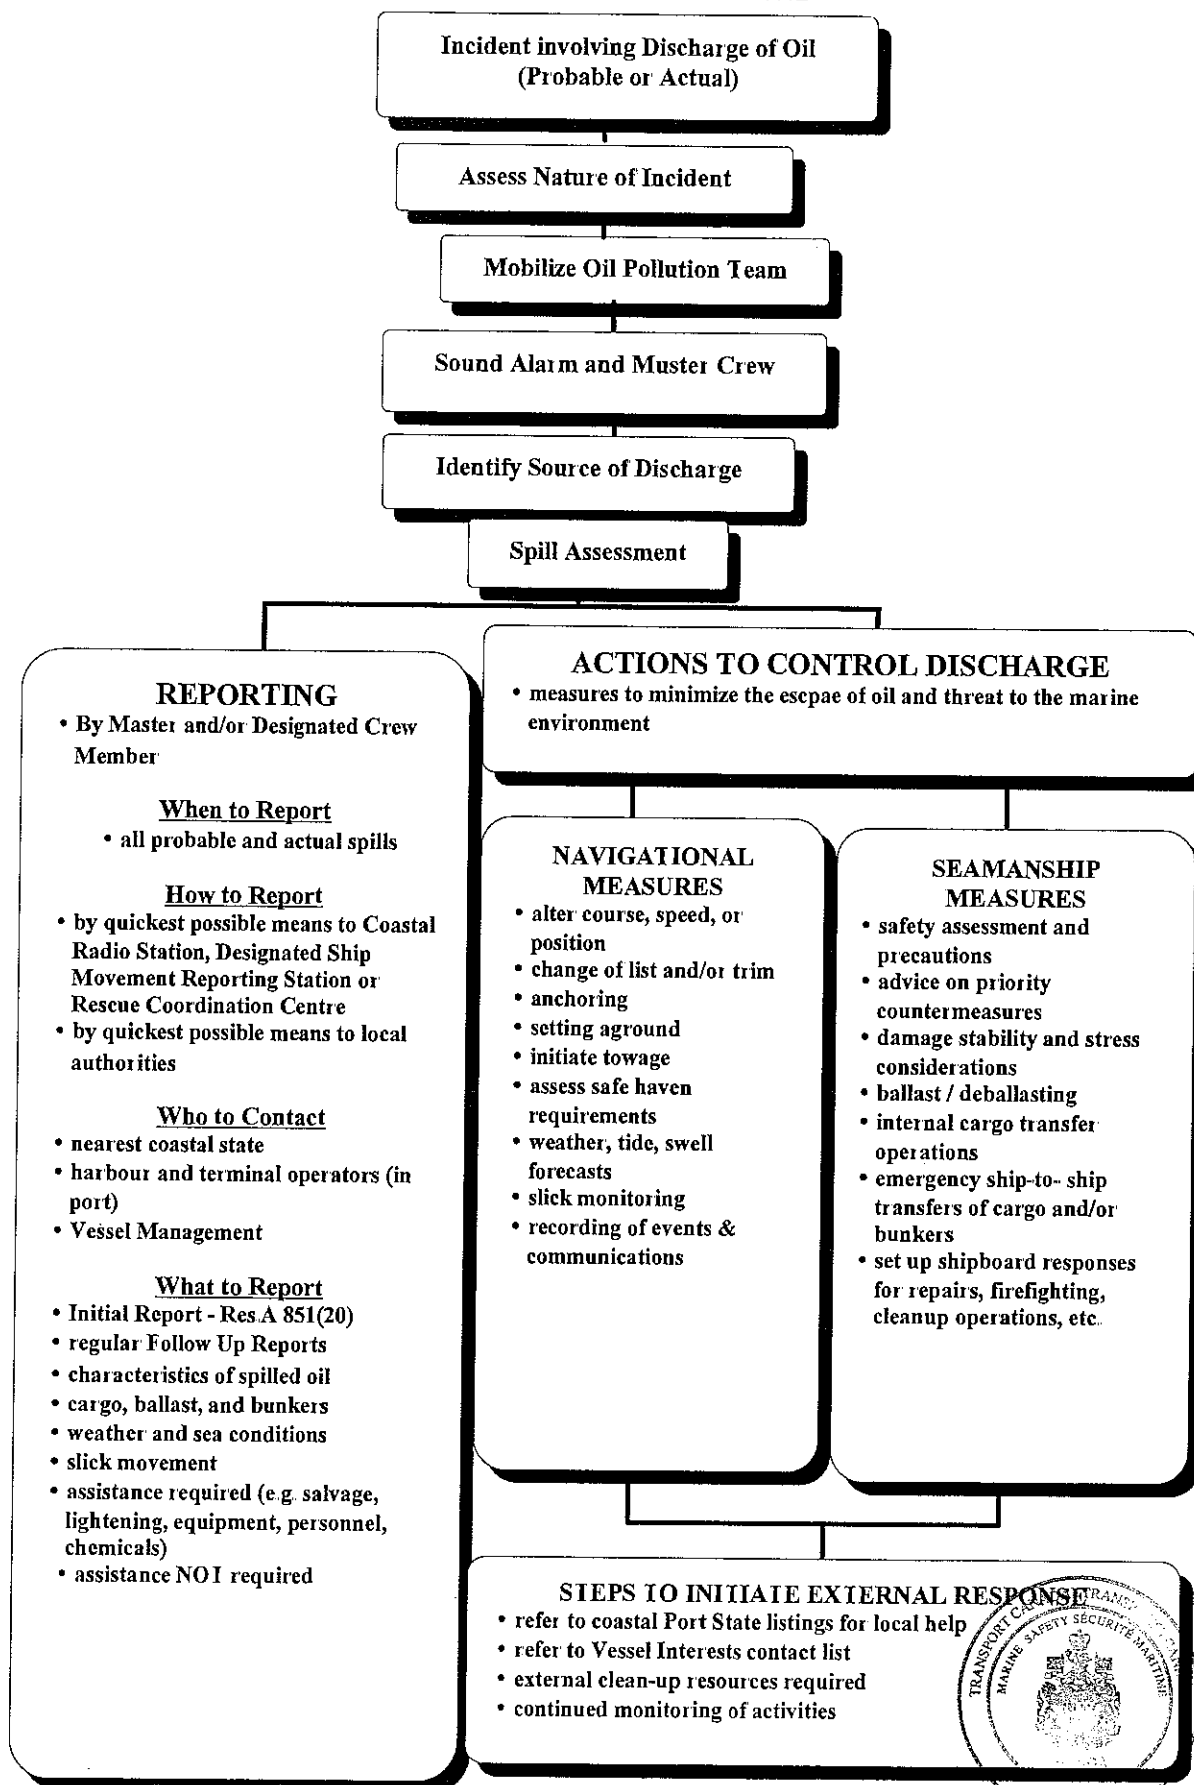 Incident involving Discharge of Oil
(Probable or Actual)
Assess Nature of Incident
Mobilize Oil Pollution Team
Sound Alarm and Muster Crew
Identify Source of Discharge
Spill Assessment
REPORTING
• By Master and/or Designated Crew
Member
When to Report
• all probable and actual spills
How to Report
• by quickest possible means to Coastal
Radio Station, Designated Ship
Movement Reporting Station or
Rescue Coordination Centre
• by quickest possible means to local
authorities
Who to Contact
• nearest coastal state
• harbour and terminal operators (in
port)
• Vessel Management
What to Report
• Initial Report - Res.A 851(20)
• regular Follow Up Reports
• characteristics of spilled oil
• cargo, ballast, and bunkers
• weather and sea conditions
• slick movement
• assistance required (e.g. salvage,
lightening, equipment, personnel,
chemicals)
• assistance NOT required
ACTIONS TO CONTROL DISCHARGE
• measures to minimize the escpae of oil and threat to the marine
environment
NAVIGATIONAL
MEASURES
• alter course, speed, or
position
• change of list and/or trim
• anchoring
• setting aground
• initiate towage
• assess safe haven
requirements
• weather, tide, swell
forecasts
• slick monitoring
• recording of events &
communications
SEAMANSHIP
MEASURES
• safety assessment and
precautions
• advice on priority
countermeasures
• damage stability and stress
considerations
• ballast / deballasting
• internal cargo transfer
operations
• emergency ship-to- ship
transfers of cargo and/or
bunkers
• set up shipboard responses
for repairs, firefighting,
cleanup operations, etc.
STEPS TO INITIATE EXTERNAL RESPONSE
• refer to coastal Port State listings for local help
• refer to Vessel Interests contact list
• external clean-up resources required
• continued monitoring of activities
TRANSPORT
MARINE SAFETY SÉCURITÉ MARITIME